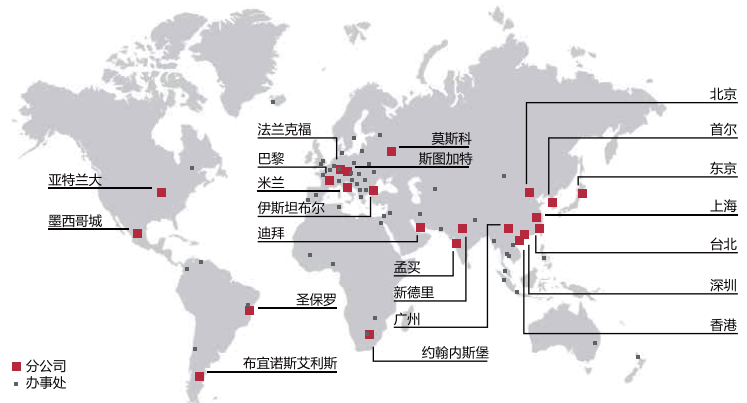 法兰克福
巴黎
米兰
伊斯坦布尔
迪拜
莫斯科
斯图加特
亚特兰大
墨西哥城
北京
首尔
东京
上海
台北
深圳
香港
孟买
新德里
广州
约翰内斯堡
圣保罗
布宜诺斯艾利斯
分公司
办事处